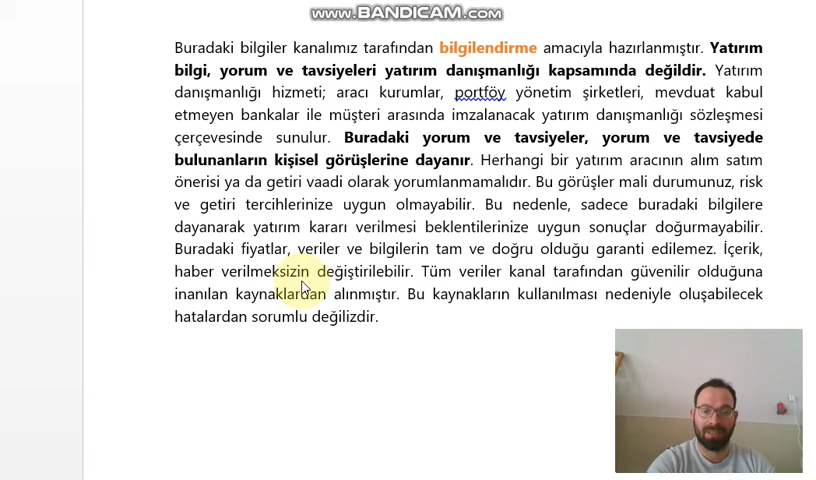 www.BANDICAM.com
Buradaki bilgiler kanalımız tarafından bilgilendirme amacıyla hazırlanmıştır. Yatırım
bilgi, yorum ve tavsiyeleri yatırım danışmanlığı kapsamında değildir. Yatırım
danışmanlığı hizmeti; aracı kurumlar, portföy yönetim şirketleri, mevduat kabul
etmeyen bankalar ile müşteri arasında imzalanacak yatırım danışmanlığı sözleşmesi
çerçevesinde sunulur. Buradaki yorum ve tavsiyeler, yorum ve tavsiyede
bulunanların kişisel görüşlerine dayanır. Herhangi bir yatırım aracının alım satım
önerisi ya da getiri vaadi olarak yorumlanmamalıdır. Bu görüşler mali durumunuz, risk
ve getiri tercihlerinize uygun olmayabilir. Bu nedenle, sadece buradaki bilgilere
dayanarak yatırım kararı verilmesi beklentilerinize uygun sonuçlar doğurmayabilir.
Buradaki fiyatlar, veriler ve bilgilerin tam ve doğru olduğu garanti edilemez. İçerik,
haber verilmeksizin değiştirilebilir. Tüm veriler kanal tarafından güvenilir olduğuna
inanılan kaynaklardan alınmıştır. Bu kaynakların kullanılması nedeniyle oluşabilecek
hatalardan sorumlu değilizdir.